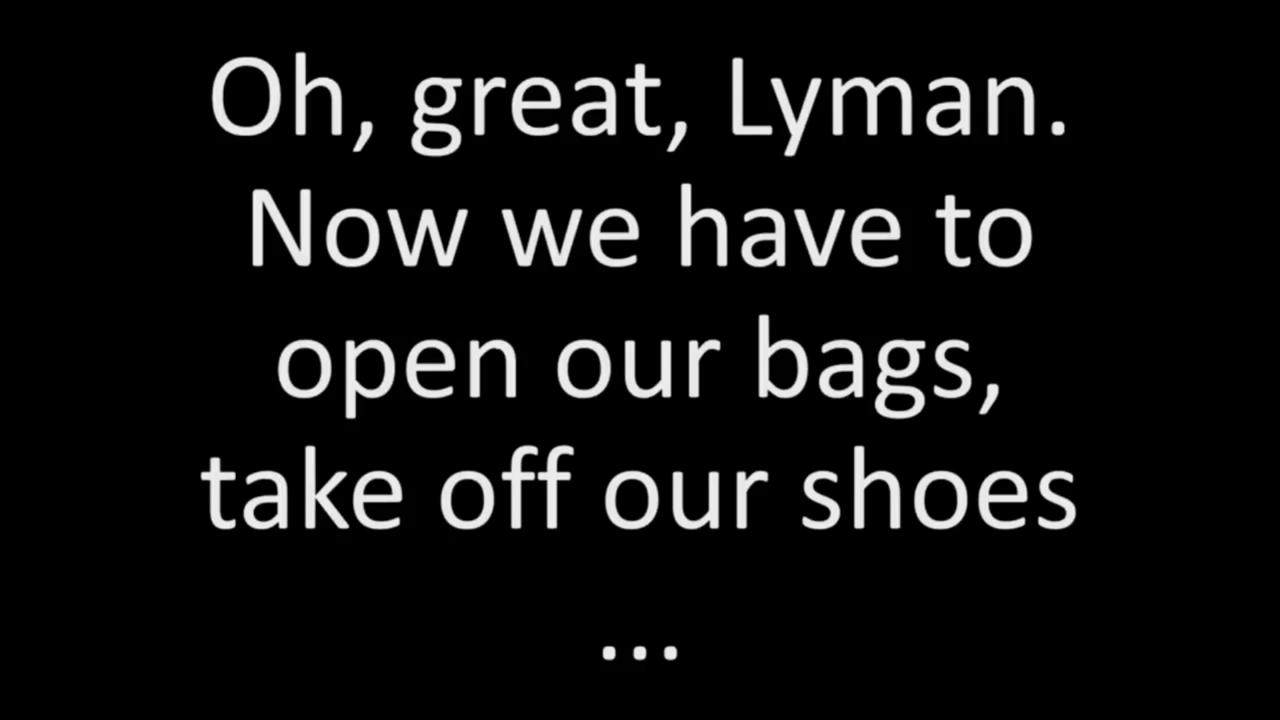 Oh, great, Lyman.
Now we have to
open our bags,
take off our shoes
...